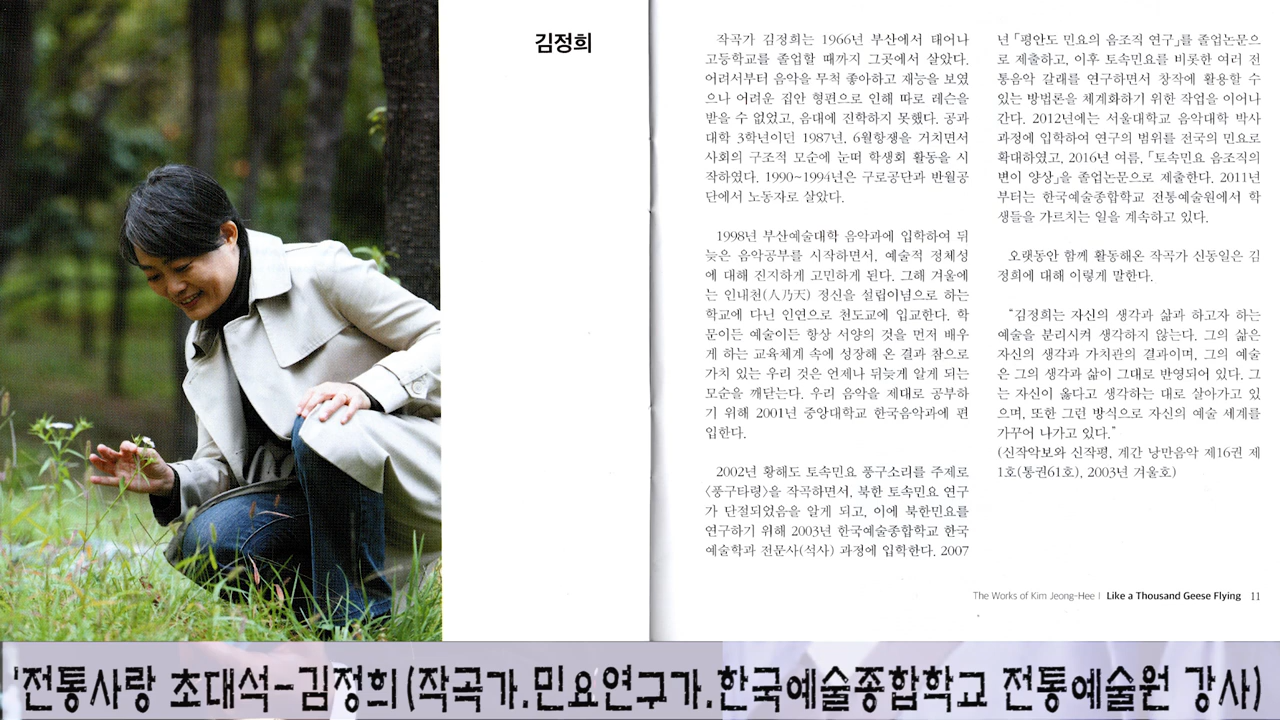 김정희
작곡가 김정희는 1966년 부산에서 태어나
고등학교를 졸업할 때까지 그곳에서 살았다.
어려서부터 음악을 무척 좋아하고 재능을 보였
으나 어려운 집안 형편으로 인해 따로 레슨을
받을 수 없었고, 음대에 진학하지 못했다. 공과
대학 3학년이던 1987년, 6월항쟁을 거치면서
사회의 구조적 모순에 눈떠 학생회 활동을 시
작하였다. 1990~1994년은 구로공단과 반월공
단에서 노동자로 살았다.
1998년 부산예술대학 음악과에 입학하여 뒤
늦은 음악공부를 시작하면서, 예술적 정체성
에 대해 진지하게 고민하게 된다. 그해 겨울에
는 인내천(人乃天) 정신을 설립이념으로 하는
학교에 다닌 인연으로 천도교에 입교한다. 학
문이든 예술이든 항상 서양의 것을 먼저 배우
게 하는 교육체계 속에 성장해 온 결과 참으로
가치 있는 우리 것은 언제나 뒤늦게 알게 되는
모순을 깨닫는다. 우리 음악을 제대로 공부하
기 위해 2001년 중앙대학교 한국음악과에 편
입한다.
2002년 황해도 토속민요 풍구소리를 주제로
〈풍구타령〉을 작곡하면서, 북한 토속민요 연구
가 단절되었음을 알게 되고, 이에 북한민요를
연구하기 위해 2003년 한국예술종합학교 한국
예술학과 전문사(석사) 과정에 입학한다. 2007
년 「평안도 민요의 음조직 연구」를 졸업논문으
로 제출하고, 이후 토속민요를 비롯한 여러 전
통음악 갈래를 연구하면서 창작에 활용할 수
있는 방법론을 체계화하기 위한 작업을 이어나
간다. 2012년에는 서울대학교 음악대학 박사
과정에 입학하여 연구의 범위를 전국의 민요로
확대하였고, 2016년 여름, 「토속민요 음조직의
변이 양상」을 졸업논문으로 제출한다. 2011년
부터는 한국예술종합학교 전통예술원에서 학
생들을 가르치는 일을 계속하고 있다.
오랫동안 함께 활동해온 작곡가 신동일은 김
정희에 대해 이렇게 말한다.
“김정희는 자신의 생각과 삶과 하고자 하는
예술을 분리시켜 생각하지 않는다. 그의 삶은
자신의 생각과 가치관의 결과이며, 그의 예술
은 그의 생각과 삶이 그대로 반영되어 있다. 그
는 자신이 옳다고 생각하는 대로 살아가고 있
으며, 또한 그런 방식으로 자신의 예술 세계를
가꾸어 나가고 있다.”
(신작악보와 신작평, 계간 낭만음악 제16권 제
1호(통권61호), 2003년 겨울호)
The Works of Kim Jeong-Hee | Like a Thousand Geese Flying 11
'전통사랑 초대석-김정희(작곡가.민요연구가.한국예술종합학교 전통예술원 강사)